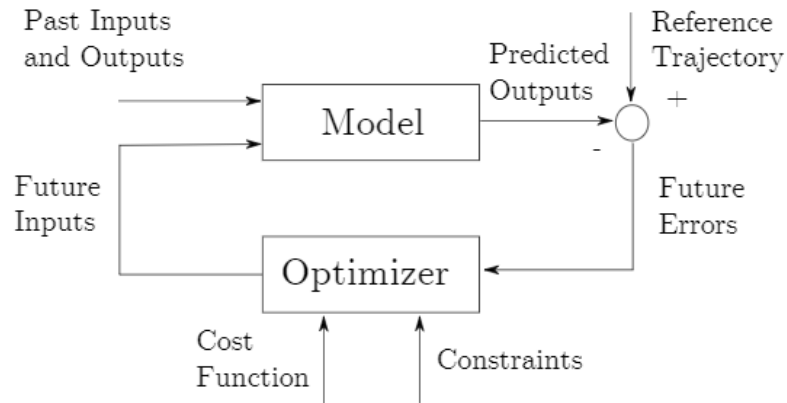 Past Inputs
and Outputs
Reference
Trajectory
Predicted
Outputs
+
Model
-
Future
Inputs
Future
Errors
Optimizer
Cost
Function
Constraints